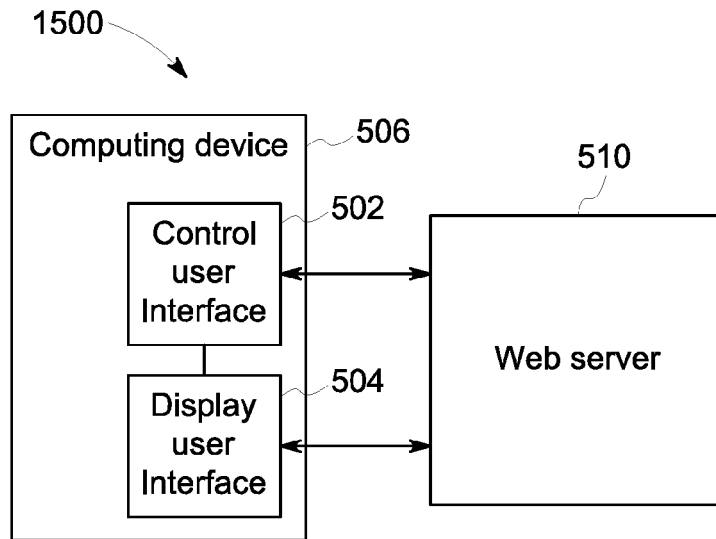 1500
Computing device
506
510
502
Control
user
Interface
Web server
504
Display
user
Interface